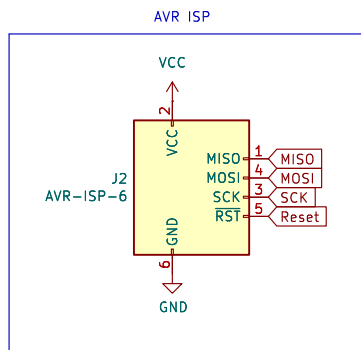 AVR ISP
VCC
2
VCC
MISO 1 MISO
J2 MOSI 4 MOSI
AVR-ISP-6 SCK 3 SCK
RST 5 Reset
GND
6
GND